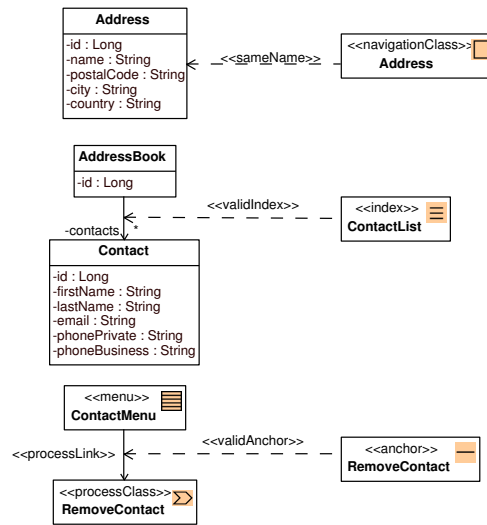 Address
-id : Long
-name : String
-postalCode : String
-city : String
-country : String
<<sameName>>
<<navigationClass>>
Address
AddressBook
-id : Long
<<validIndex>>
<<index>>
ContactList
-contacts
*
Contact
-id : Long
-firstName : String
-lastName : String
-email : String
-phonePrivate : String
-phoneBusiness : String
<<menu>>
ContactMenu
<<processLink>>
<<validAnchor>>
<<anchor>>
RemoveContact
<<processClass>>
RemoveContact